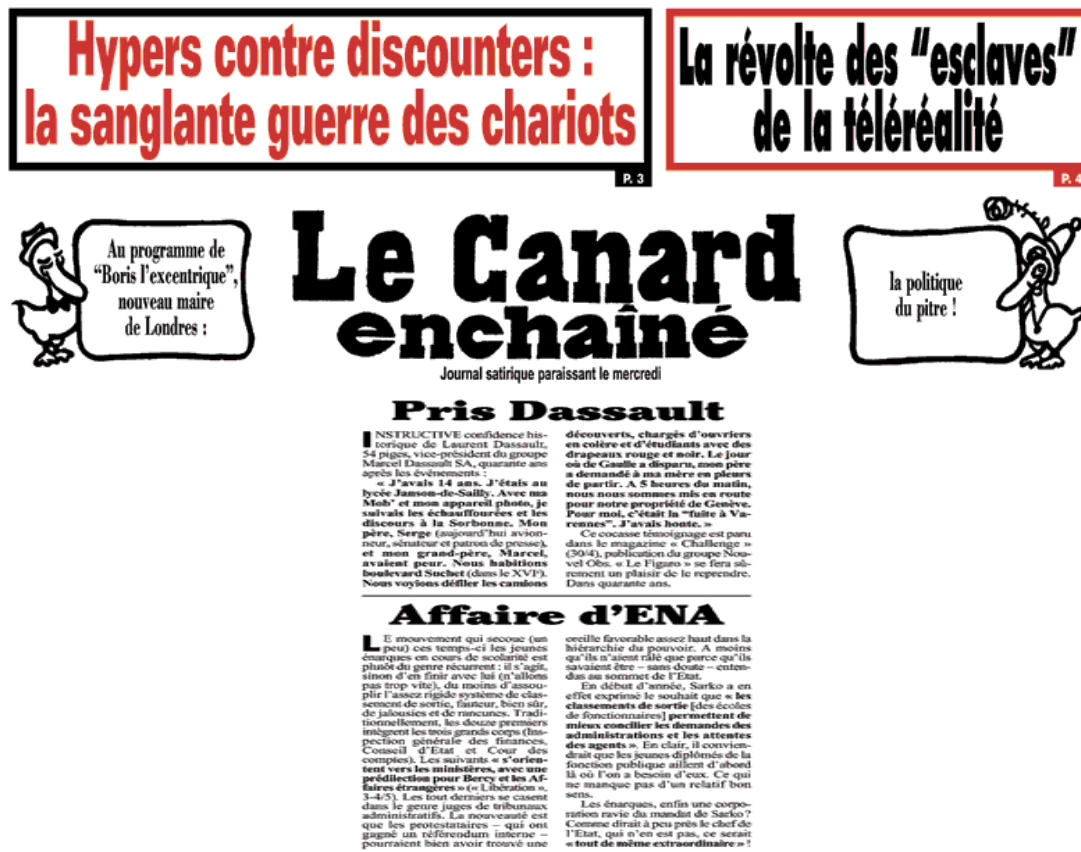 Hypers contre discounters :
la sanglante guerre des chariots
P. 3
La révolte des "esclaves"
de la téléréalité
P. 4
Au programme de
"Boris l'excentrique",
nouveau maire
de Londres :
Le Canard
enchaîné
Journal satirique paraissant le mercredi
la politique
du pitre !
Pris Dassault
INSTRUCTIVE confidence his-
torique de Laurent Dassault,
54 piges, vice-président du groupe
Marcel Dassault SA, quarante ans
après les événements :
« J'avais 14 ans. J'étais au
lycée Janson-de-Sailly. Avec ma
Mob' et mon appareil photo, je
suivais les échauffourées et les
discours à la Sorbonne. Mon
père, Serge (aujourd'hui avion-
neur, sénateur et patron de presse),
et mon grand-père, Marcel,
avaient peur. Nous habitions
boulevard Suchet (dans le XVIe).
Nous voyions défiler les camions
découverts, chargés d'ouvriers
en colère et d'étudiants avec des
drapeaux rouge et noir. Le jour
où de Gaulle a disparu, mon père
a demandé à ma mère en pleurs
de partir. A 5 heures du matin,
nous nous sommes mis en route
pour notre propriété de Genève.
Pour moi, c'était la "fuite à Va-
rennes". J'avais honte. »
Ce cocasse témoignage est paru
dans le magazine « Challenge »
(30/4), publication du groupe Nou-
vel Obs. « Le Figaro » se fera sû-
rement un plaisir de le reprendre.
Dans quarante ans.
Affaire d'ENA
LE mouvement qui secoue (un
peu) ces temps-ci les jeunes
énarques en cours de scolarité est
plutôt du genre récurrent : il s'agit,
sinon d'en finir avec lui (n'allons
pas trop vite), du moins d'assou-
plir l'assez rigide système de clas-
sement de sortie, fauteur, bien sûr,
de jalousies et de rancunes. Tradi-
tionnellement, les douze premiers
intègrent les trois grands corps (Ins-
pection générale des finances,
Conseil d'Etat et Cour des
comptes). Les suivants « s'orien-
tent vers les ministères, avec une
prédilection pour Bercy et les Af-
faires étrangères » (« Libération »,
3-4/5). Les tout derniers se casent
dans le genre juges de tribunaux
administratifs. La nouveauté est
que les protestataires – qui ont
gagné un référendum interne –
pourraient bien avoir trouvé une
oreille favorable assez haut dans la
hiérarchie du pouvoir. A moins
qu'ils n'aient râlé que parce qu'ils
savaient être – sans doute – enten-
dus au sommet de l'Etat.
En début d'année, Sarko a en
effet exprimé le souhait que « les
classements de sortie [des écoles
de fonctionnaires] permettent de
mieux concilier les demandes des
administrations et les attentes
des agents ». En clair, il convien-
drait que les jeunes diplômés de la
fonction publique aillent d'abord
là où l'on a besoin d'eux. Ce qui
ne manque pas d'un relatif bon
sens.
Les énarques, enfin une corpo-
ration ravie du mandat de Sarko ?
Comme dirait à peu près le chef de
l'Etat, qui n'en est pas, ce serait
« tout de même extraordinaire » !